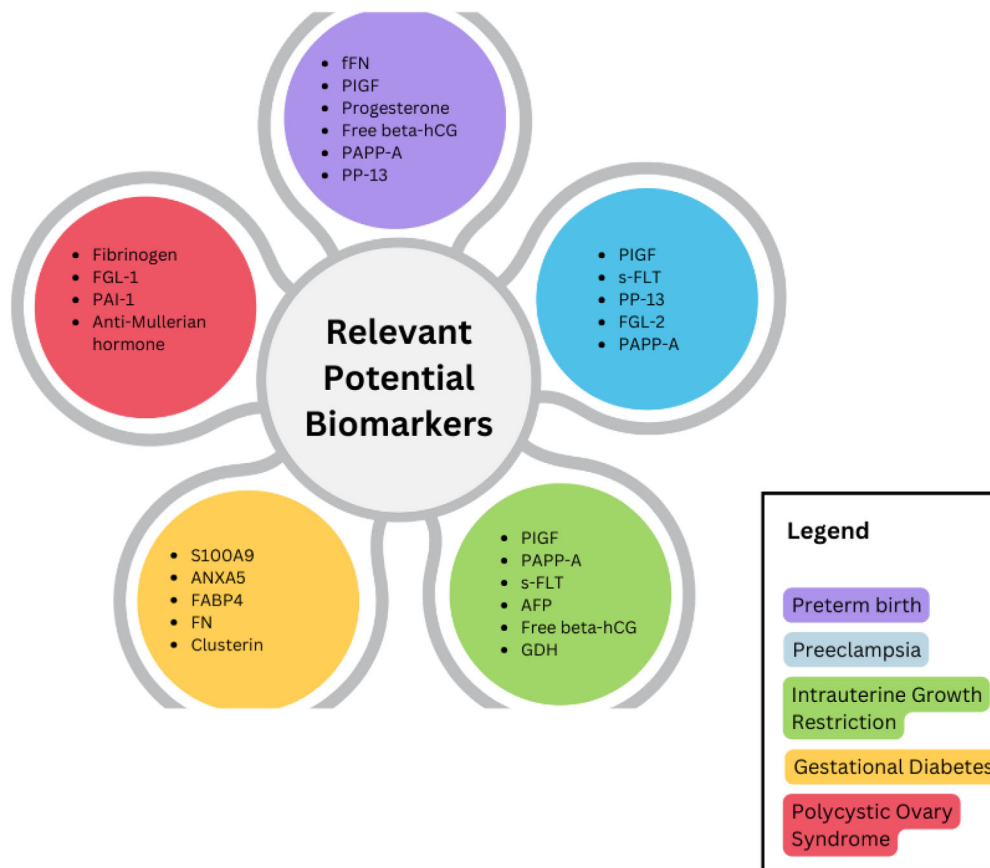 • fFN
• PIGF
• Progesterone
• Free beta-hCG
• PAPP-A
• PP-13
• Fibrinogen
• FGL-1
• PAI-1
• Anti-Mullerian
hormone
Relevant
Potential
Biomarkers
• PIGF
• s-FLT
• PP-13
• FGL-2
• PAPP-A
• S100A9
• ANXA5
• FABP4
• FN
• Clusterin
• PIGF
• PAPP-A
• s-FLT
• AFP
• Free beta-hCG
• GDH
Legend
Preterm birth
Preeclampsia
Intrauterine Growth
Restriction
Gestational Diabetes
Polycystic Ovary
Syndrome